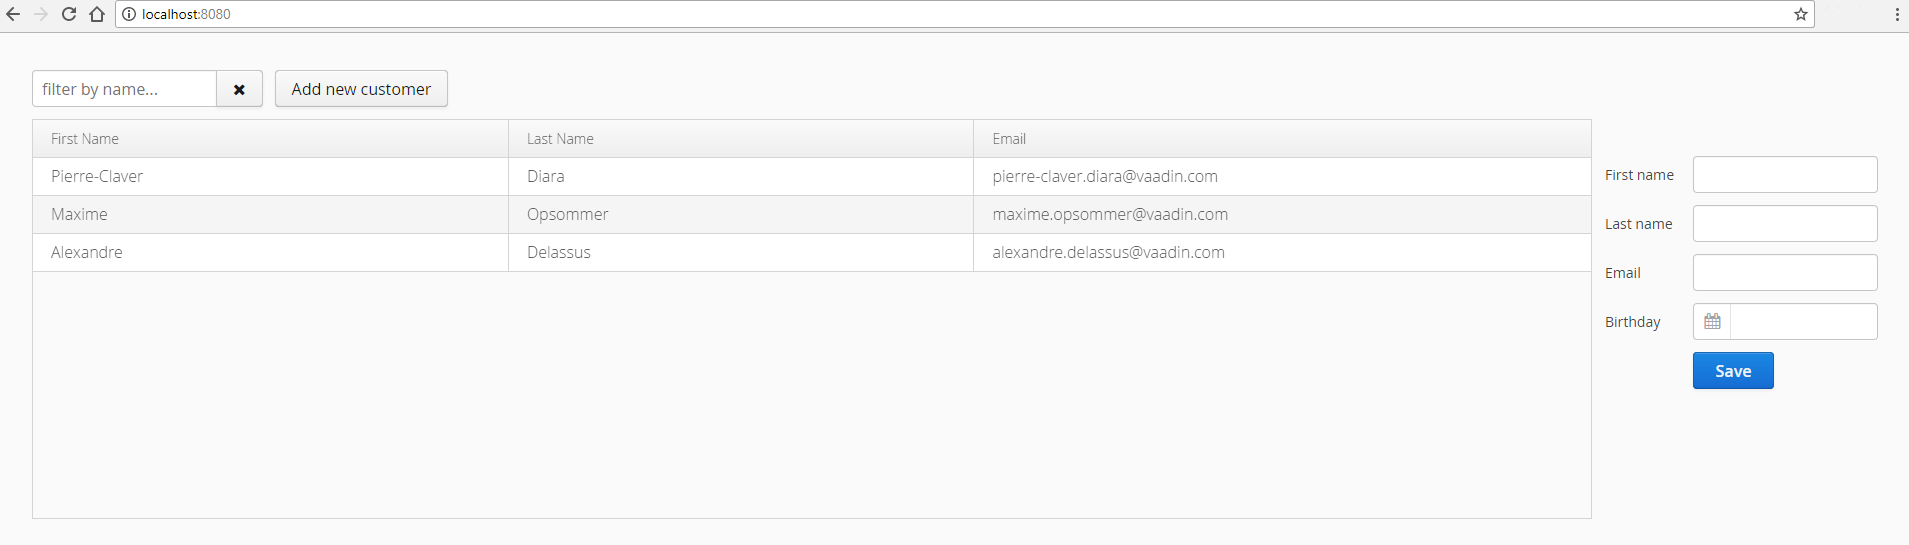 localhost:8080
filter by name... Add new customer
First Name Last Name Email
Pierre-Claver Diara pierre-claver.diara@vaadin.com
Maxime Opsommer maxime.opsommer@vaadin.com
Alexandre Delassus alexandre.delassus@vaadin.com
First name
Last name
Email
Birthday
Save